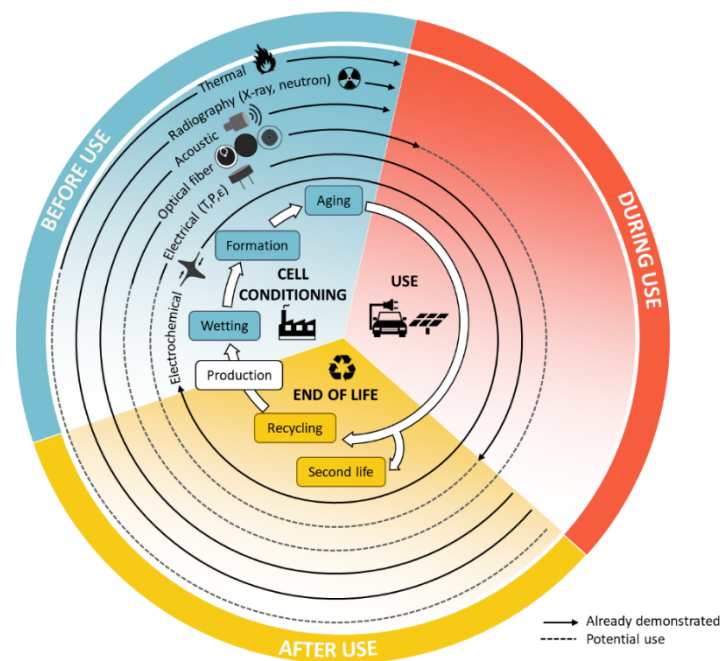 BEFORE USE
DURING USE
AFTER USE
Thermal
Radiography (X-ray, neutron)
Acoustic
Optical fiber
Electrical (T,P,ε)
Electrochemical
Aging
Formation
CELL
CONDITIONING
USE
Wetting
Production
END OF LIFE
Recycling
Second life
Already demonstrated
Potential use